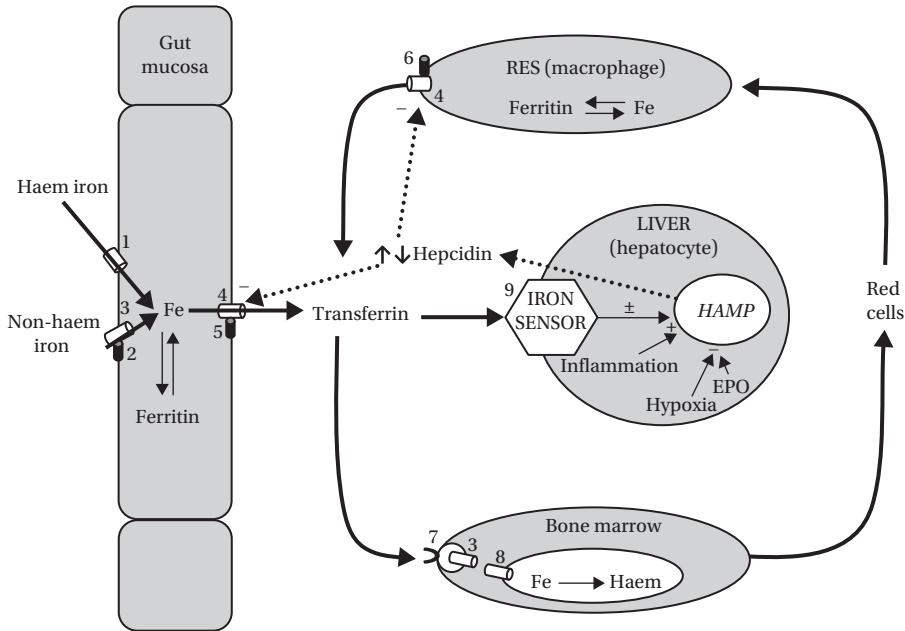 Gut
mucosa
Haem iron
1
3
Non-haem
iron
2
Fe
Ferritin
4
–
5
6
4
–
RES (macrophage)
Ferritin Fe
Hepcidin
Transferrin
LIVER
(hepatocyte)
9
IRON
SENSOR
±
HAMP
+
–
Inflammation
EPO
Hypoxia
Red
cells
Bone marrow
7
3
8
Fe Haem